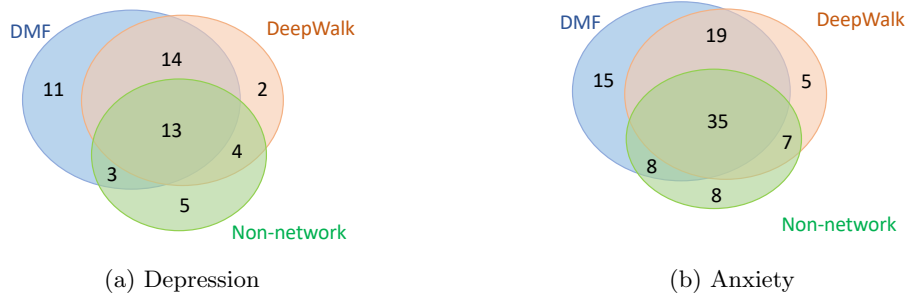 DMF
DeepWalk
14
11
2
13
4
3
5
Non-network
(a) Depression
DMF
DeepWalk
19
15
5
35
7
8
8
Non-network
(b) Anxiety